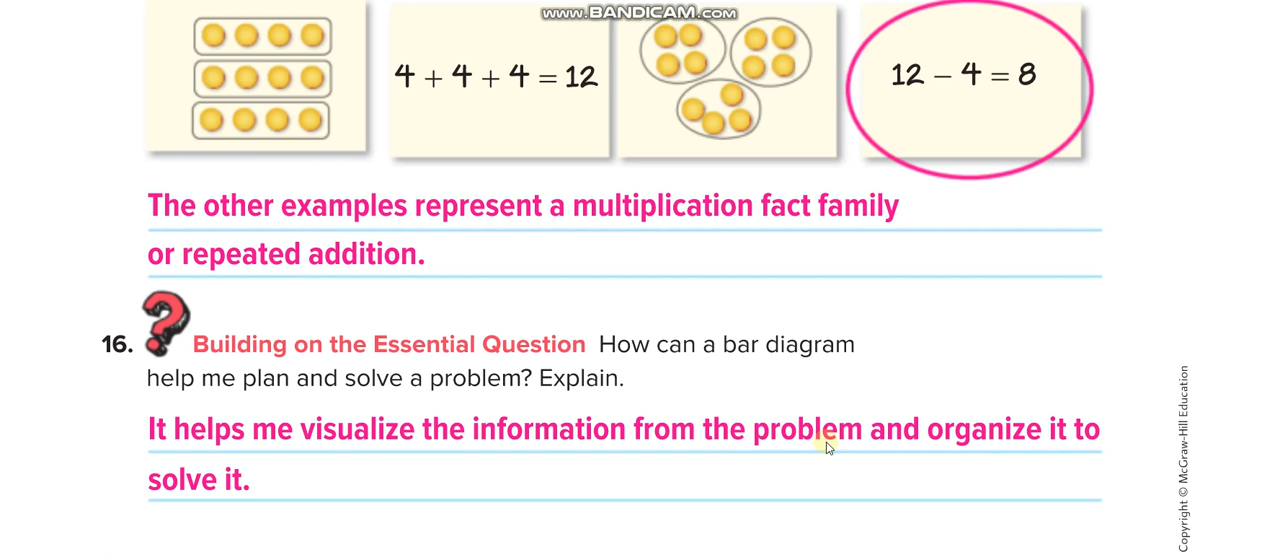 www.BANDICAM.com
4 + 4 + 4 = 12
12 – 4 = 8
The other examples represent a multiplication fact family
or repeated addition.
16. Building on the Essential Question How can a bar diagram
help me plan and solve a problem? Explain.
It helps me visualize the information from the problem and organize it to
solve it.
Copyright © McGraw-Hill Education